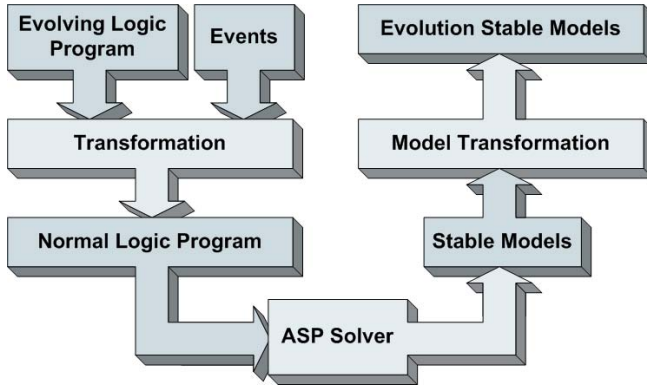 Evolving Logic
Program
Events
Evolution Stable Models
Transformation
Model Transformation
Normal Logic Program
Stable Models
ASP Solver